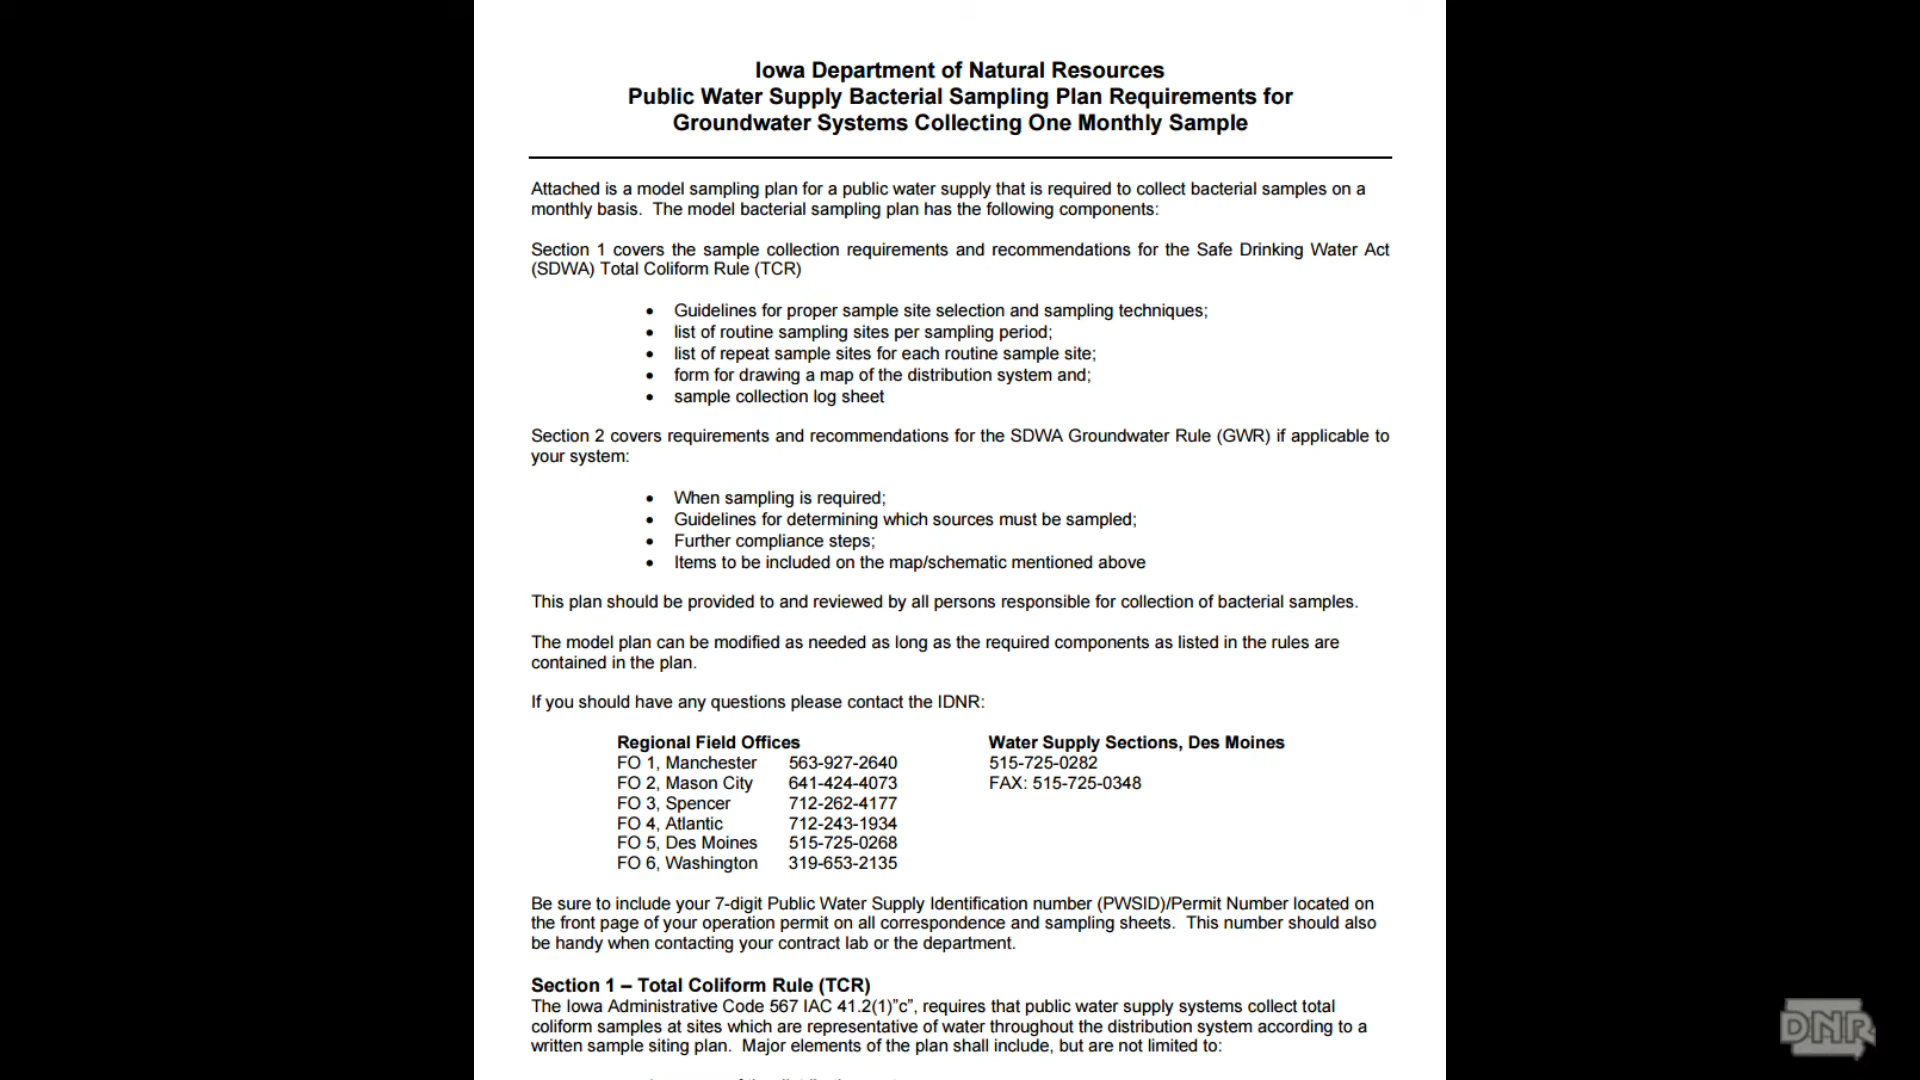 Iowa Department of Natural Resources
Public Water Supply Bacterial Sampling Plan Requirements for
Groundwater Systems Collecting One Monthly Sample
Attached is a model sampling plan for a public water supply that is required to collect bacterial samples on a
monthly basis. The model bacterial sampling plan has the following components:
Section 1 covers the sample collection requirements and recommendations for the Safe Drinking Water Act
(SDWA) Total Coliform Rule (TCR)
• Guidelines for proper sample site selection and sampling techniques;
• list of routine sampling sites per sampling period;
• list of repeat sample sites for each routine sample site;
• form for drawing a map of the distribution system and;
• sample collection log sheet
Section 2 covers requirements and recommendations for the SDWA Groundwater Rule (GWR) if applicable to
your system:
• When sampling is required;
• Guidelines for determining which sources must be sampled;
• Further compliance steps;
• Items to be included on the map/schematic mentioned above
This plan should be provided to and reviewed by all persons responsible for collection of bacterial samples.
The model plan can be modified as needed as long as the required components as listed in the rules are
contained in the plan.
If you should have any questions please contact the IDNR:
Regional Field Offices Water Supply Sections, Des Moines
FO 1, Manchester 563-927-2640 515-725-0282
FO 2, Mason City 641-424-4073 FAX: 515-725-0348
FO 3, Spencer 712-262-4177
FO 4, Atlantic 712-243-1934
FO 5, Des Moines 515-725-0268
FO 6, Washington 319-653-2135
Be sure to include your 7-digit Public Water Supply Identification number (PWSID)/Permit Number located on
the front page of your operation permit on all correspondence and sampling sheets. This number should also
be handy when contacting your contract lab or the department.
Section 1 – Total Coliform Rule (TCR)
The Iowa Administrative Code 567 IAC 41.2(1)"c", requires that public water supply systems collect total
coliform samples at sites which are representative of water throughout the distribution system according to a
written sample siting plan. Major elements of the plan shall include, but are not limited to:
DNR